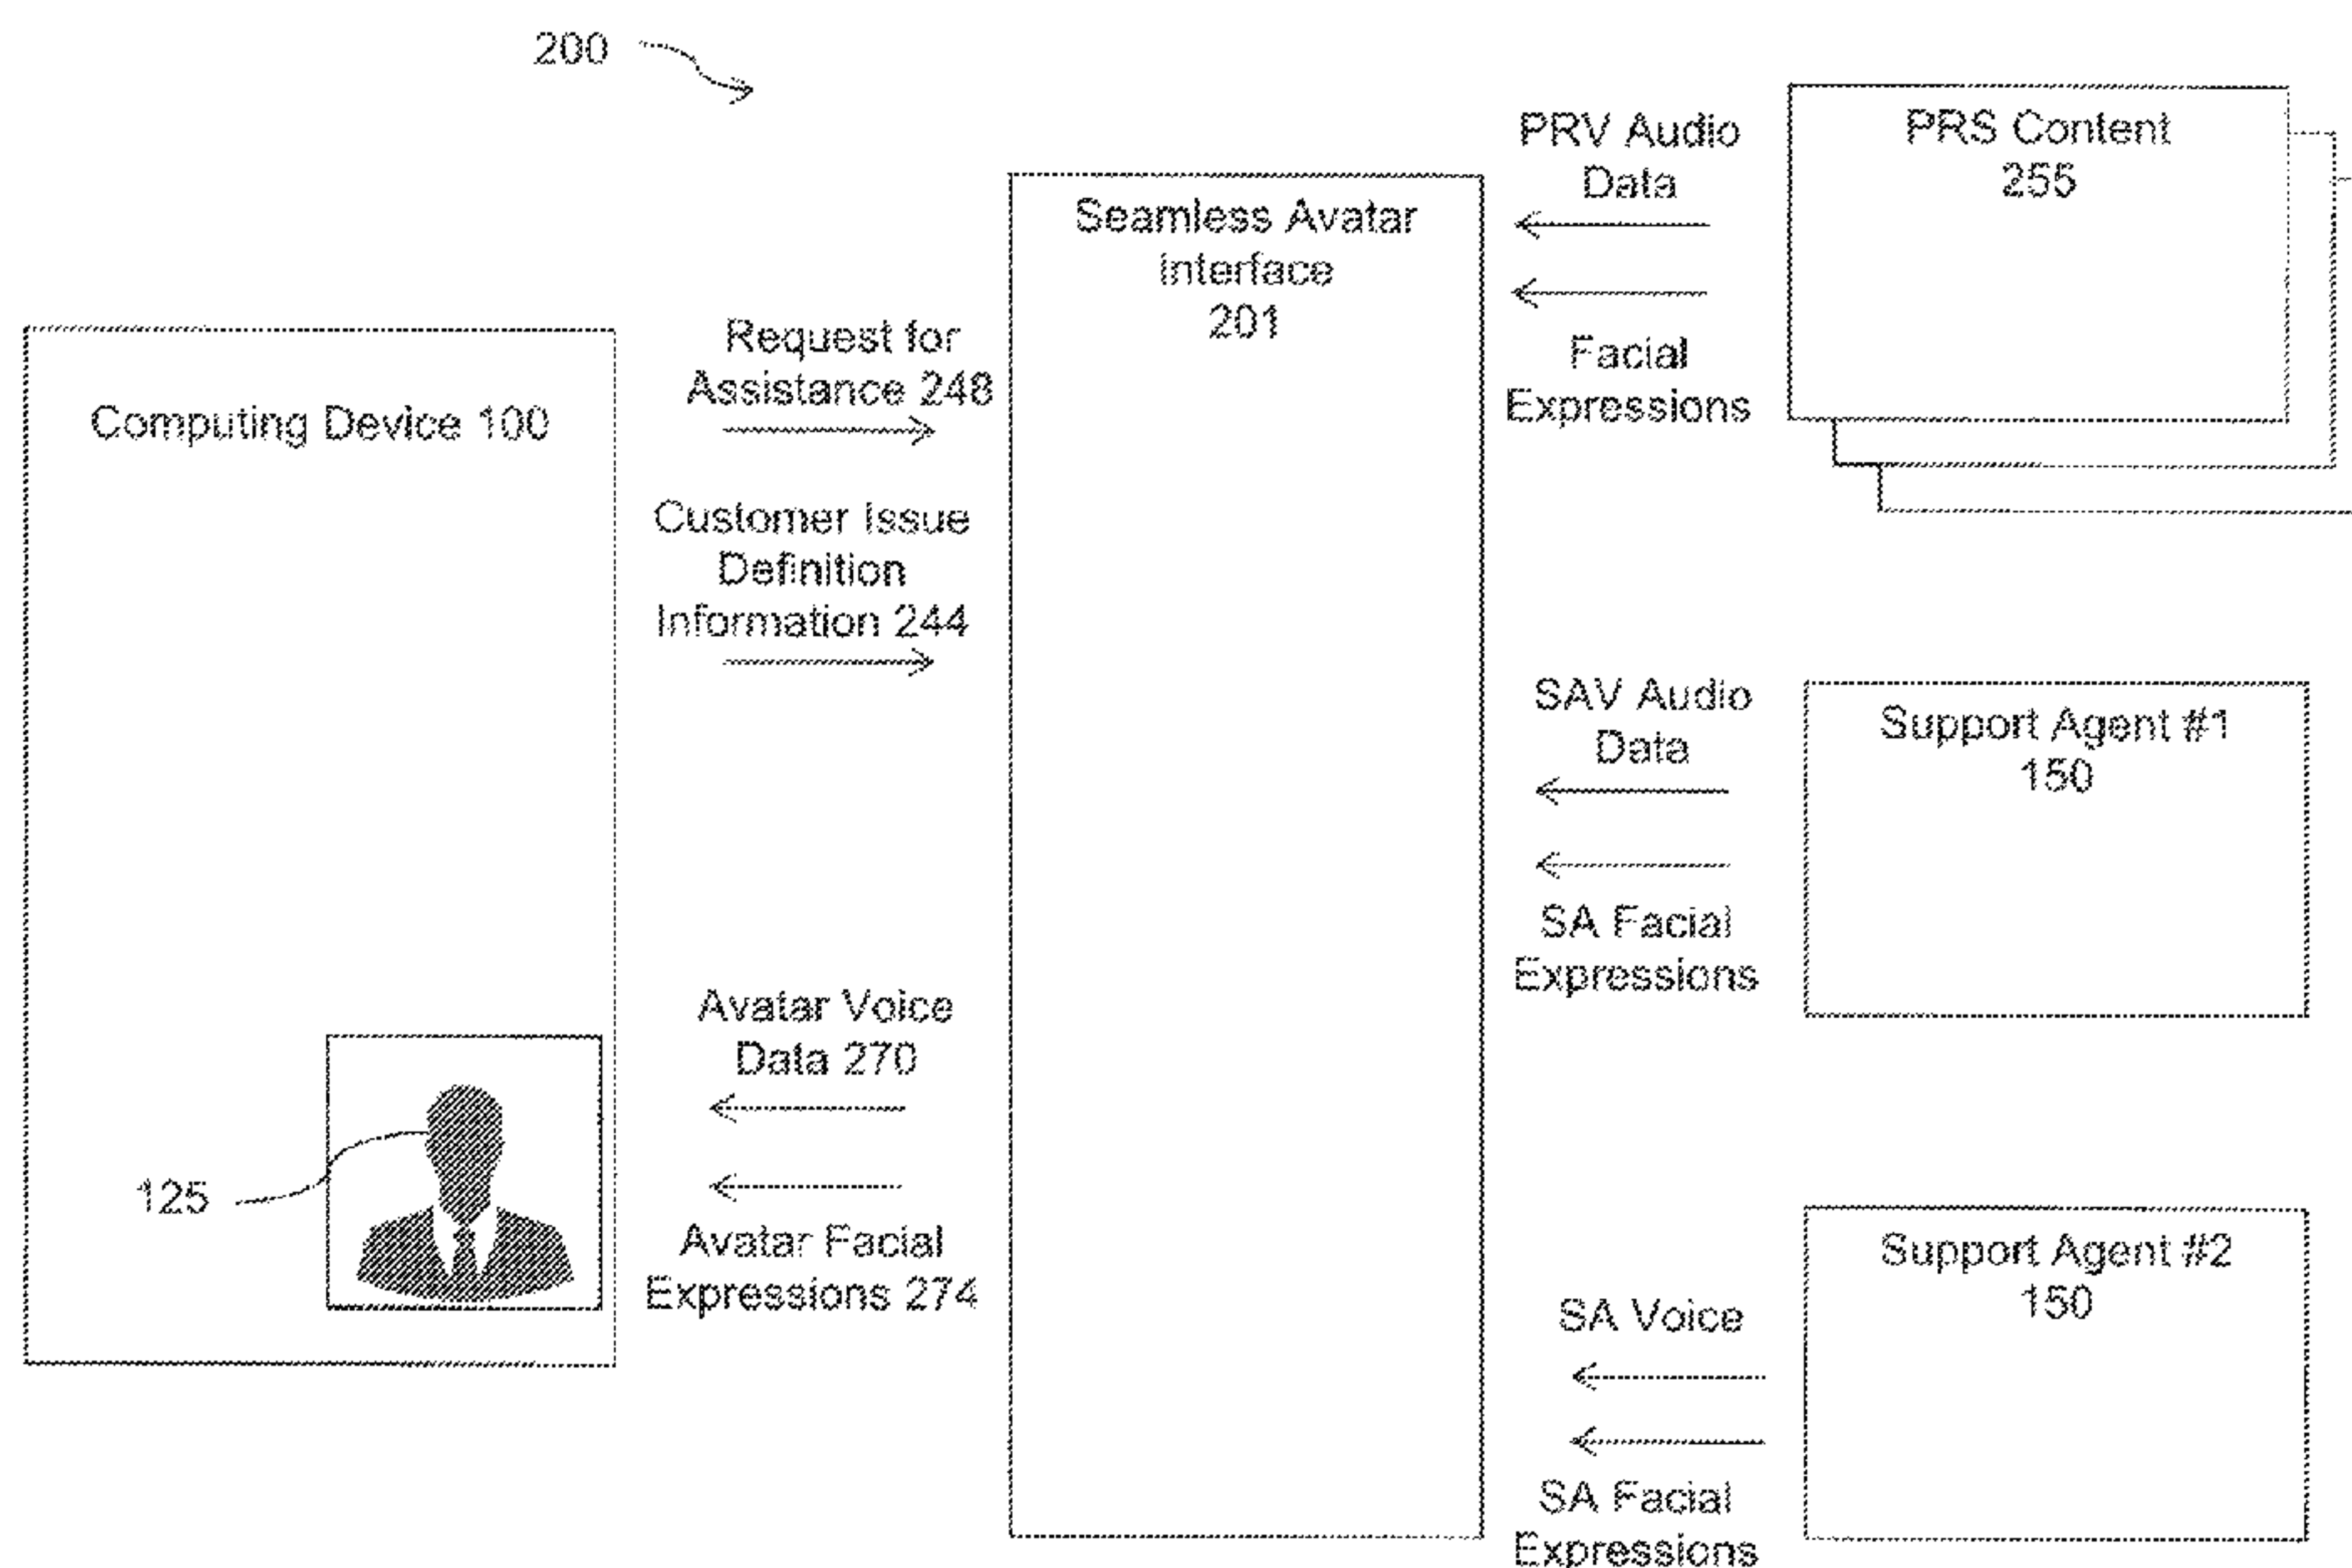 200
PRV Audio
Data
Facial
Expressions
PRS Content
255
Seamless Avatar
Interface
201
Computing Device 100
Request for
Assistance 248
Customer Issue
Definition
Information 244
SAV Audio
Data
SA Facial
Expressions
Support Agent #1
150
Avatar Voice
Data 270
Avatar Facial
Expressions 274
125
SA Voice
SA Facial
Expressions
Support Agent #2
150